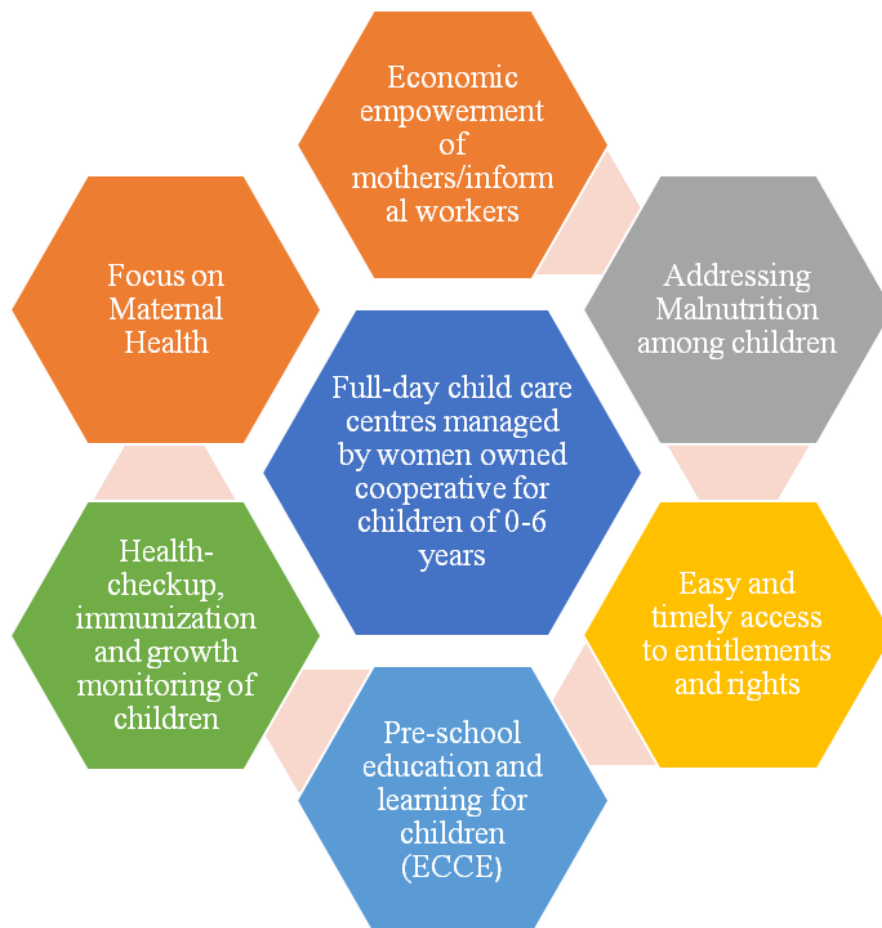 Economic
empowerment
of
mothers/inform
al workers
Focus on
Maternal
Health
Addressing
Malnutrition
among children
Full-day child care
centres managed
by women owned
cooperative for
children of 0-6
years
Health-
checkup,
immunization
and growth
monitoring of
children
Easy and
timely access
to entitlements
and rights
Pre-school
education and
learning for
children
(ECCE)